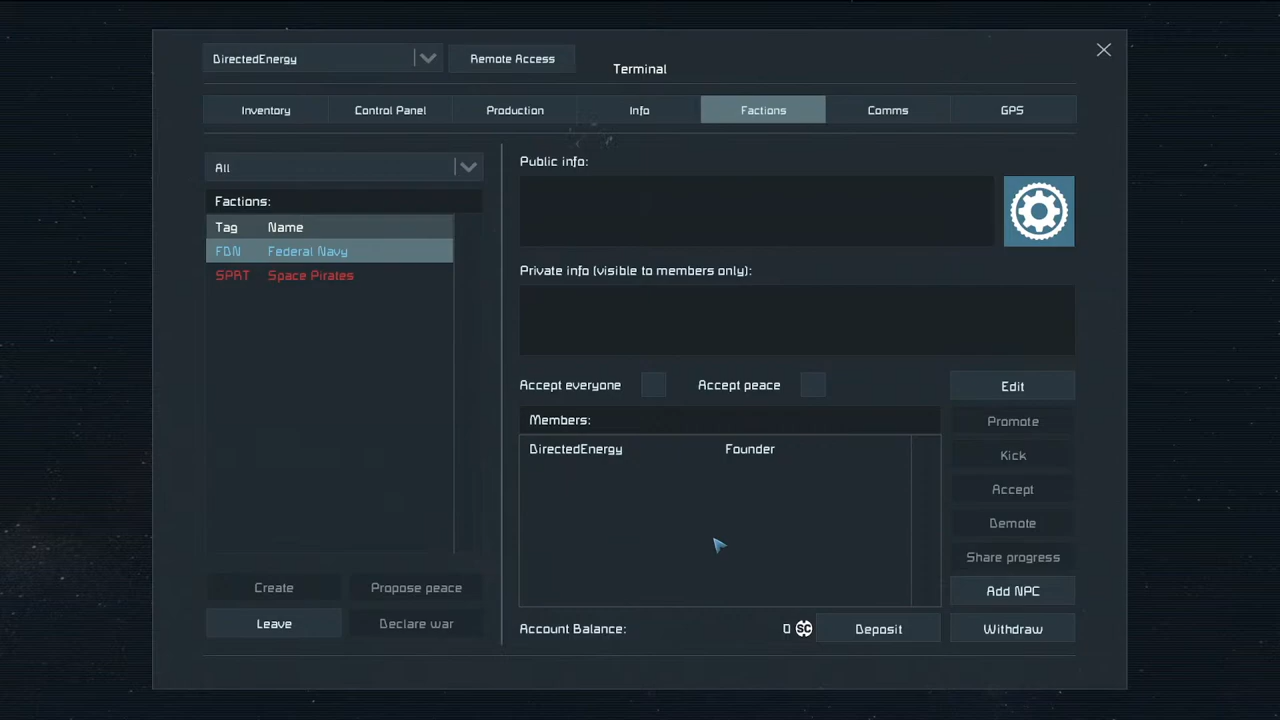 DirectedEnergy
Remote Access
Terminal
Inventory
Control Panel
Production
Info
Factions
Comms
GPS
All
Factions:
Tag Name
FDN Federal Navy
SPRT Space Pirates
Create
Propose peace
Leave
Declare war
Public info:
Private info (visible to members only):
Accept everyone
Accept peace
Edit
Members:
DirectedEnergy Founder
Promote
Kick
Accept
Demote
Share progress
Add NPC
Account Balance: 0 SC
Deposit
Withdraw